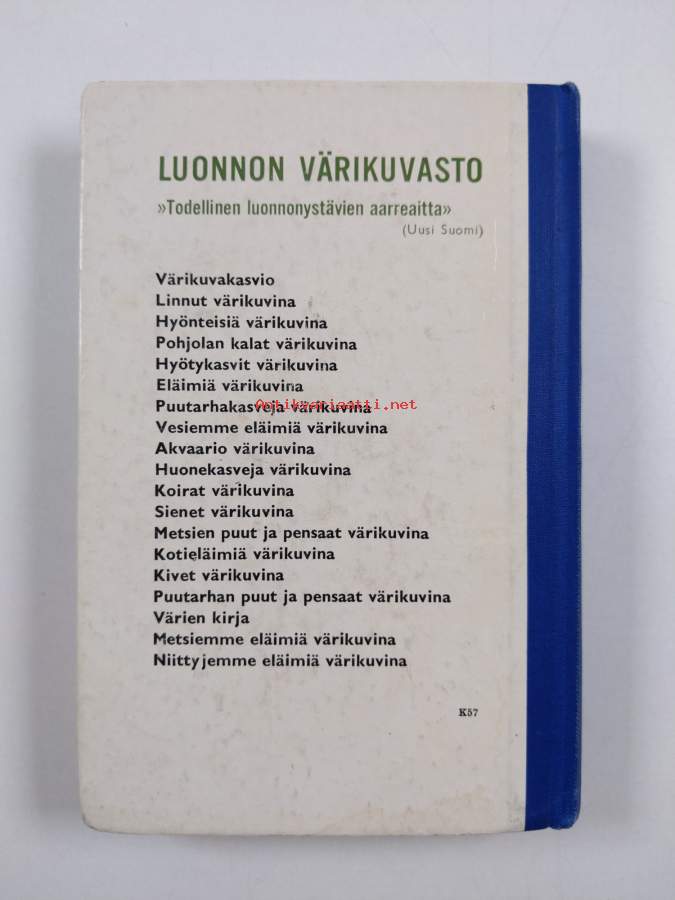 LUONNON VÄRIKUVASTO
»Todellinen luonnonystävien aarreaitta»
(Uusi Suomi)
Värikuvakasvio
Linnut värikuvina
Hyönteisiä värikuvina
Pohjolan kalat värikuvina
Hyötykasvit värikuvina
Eläimiä värikuvina
Puutarhakasveja värikuvina
Antikvariaatti.net
Vesiemme eläimiä värikuvina
Akvaario värikuvina
Huonekasveja värikuvina
Koirat värikuvina
Sienet värikuvina
Metsien puut ja pensaat värikuvina
Kotieläimiä värikuvina
Kivet värikuvina
Puutarhan puut ja pensaat värikuvina
Värien kirja
Metsiemme eläimiä värikuvina
Niittyjemme eläimiä värikuvina
K57